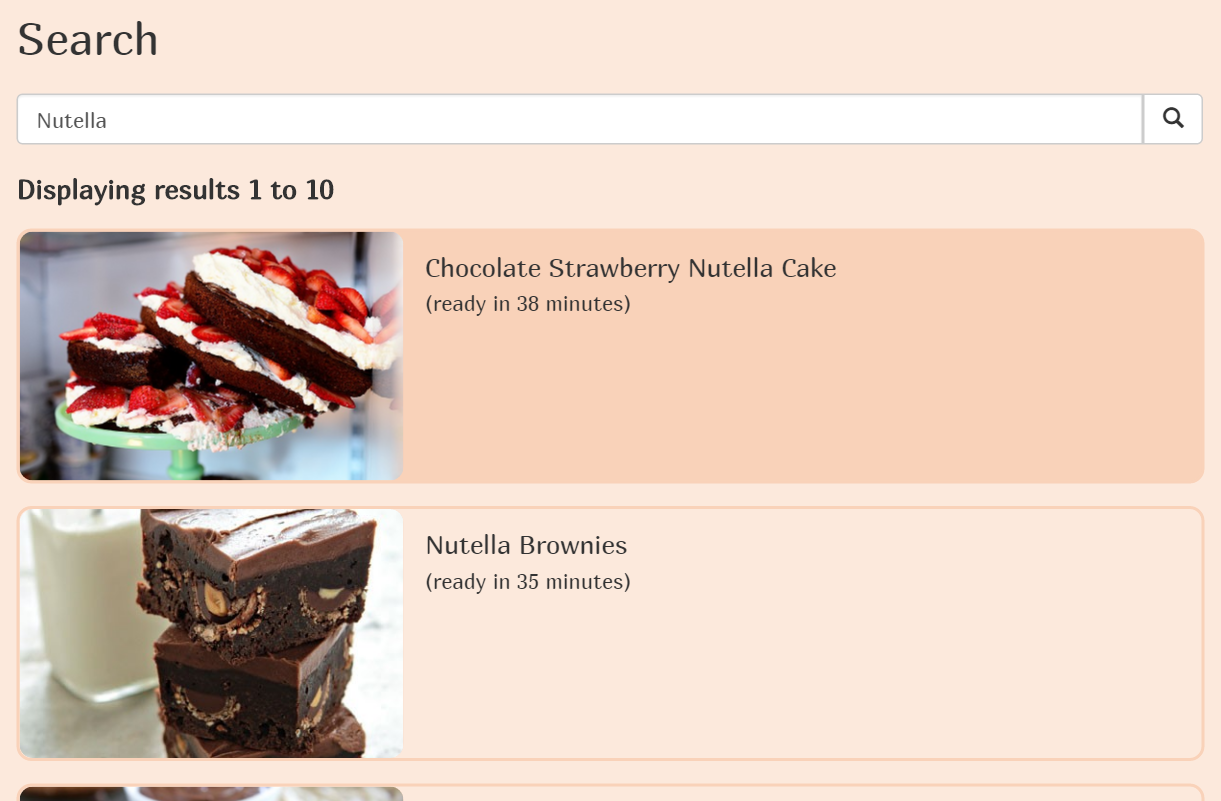 Search
Nutella
Displaying results 1 to 10
Chocolate Strawberry Nutella Cake
(ready in 38 minutes)
Nutella Brownies
(ready in 35 minutes)